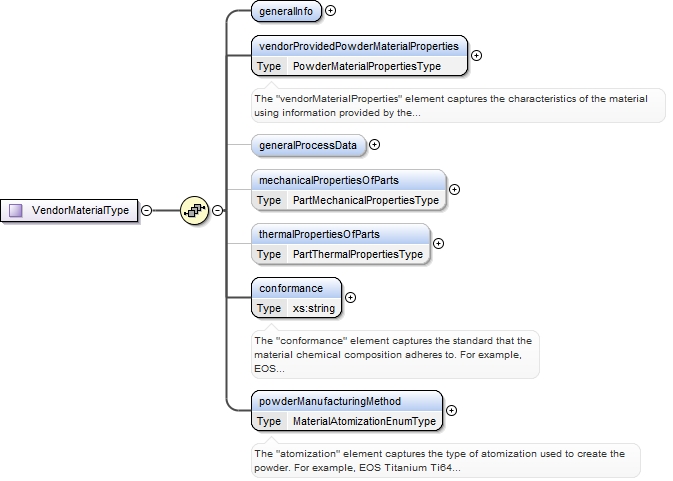 generalInfo
vendorProvidedPowderMaterialProperties
Type PowderMaterialPropertiesType
The "vendorMaterialProperties" element captures the characteristics of the material
using information provided by the...
generalProcessData
mechanicalPropertiesOfParts
Type PartMechanicalPropertiesType
VendorMaterialType
thermalPropertiesOfParts
Type PartThermalPropertiesType
conformance
Type xs:string
The "conformance" element captures the standard that the
material chemical composition adheres to. For example,
EOS...
powderManufacturingMethod
Type MaterialAtomizationEnumType
The "atomization" element captures the type of atomization used to create the
powder. For example, EOS Titanium Ti64...